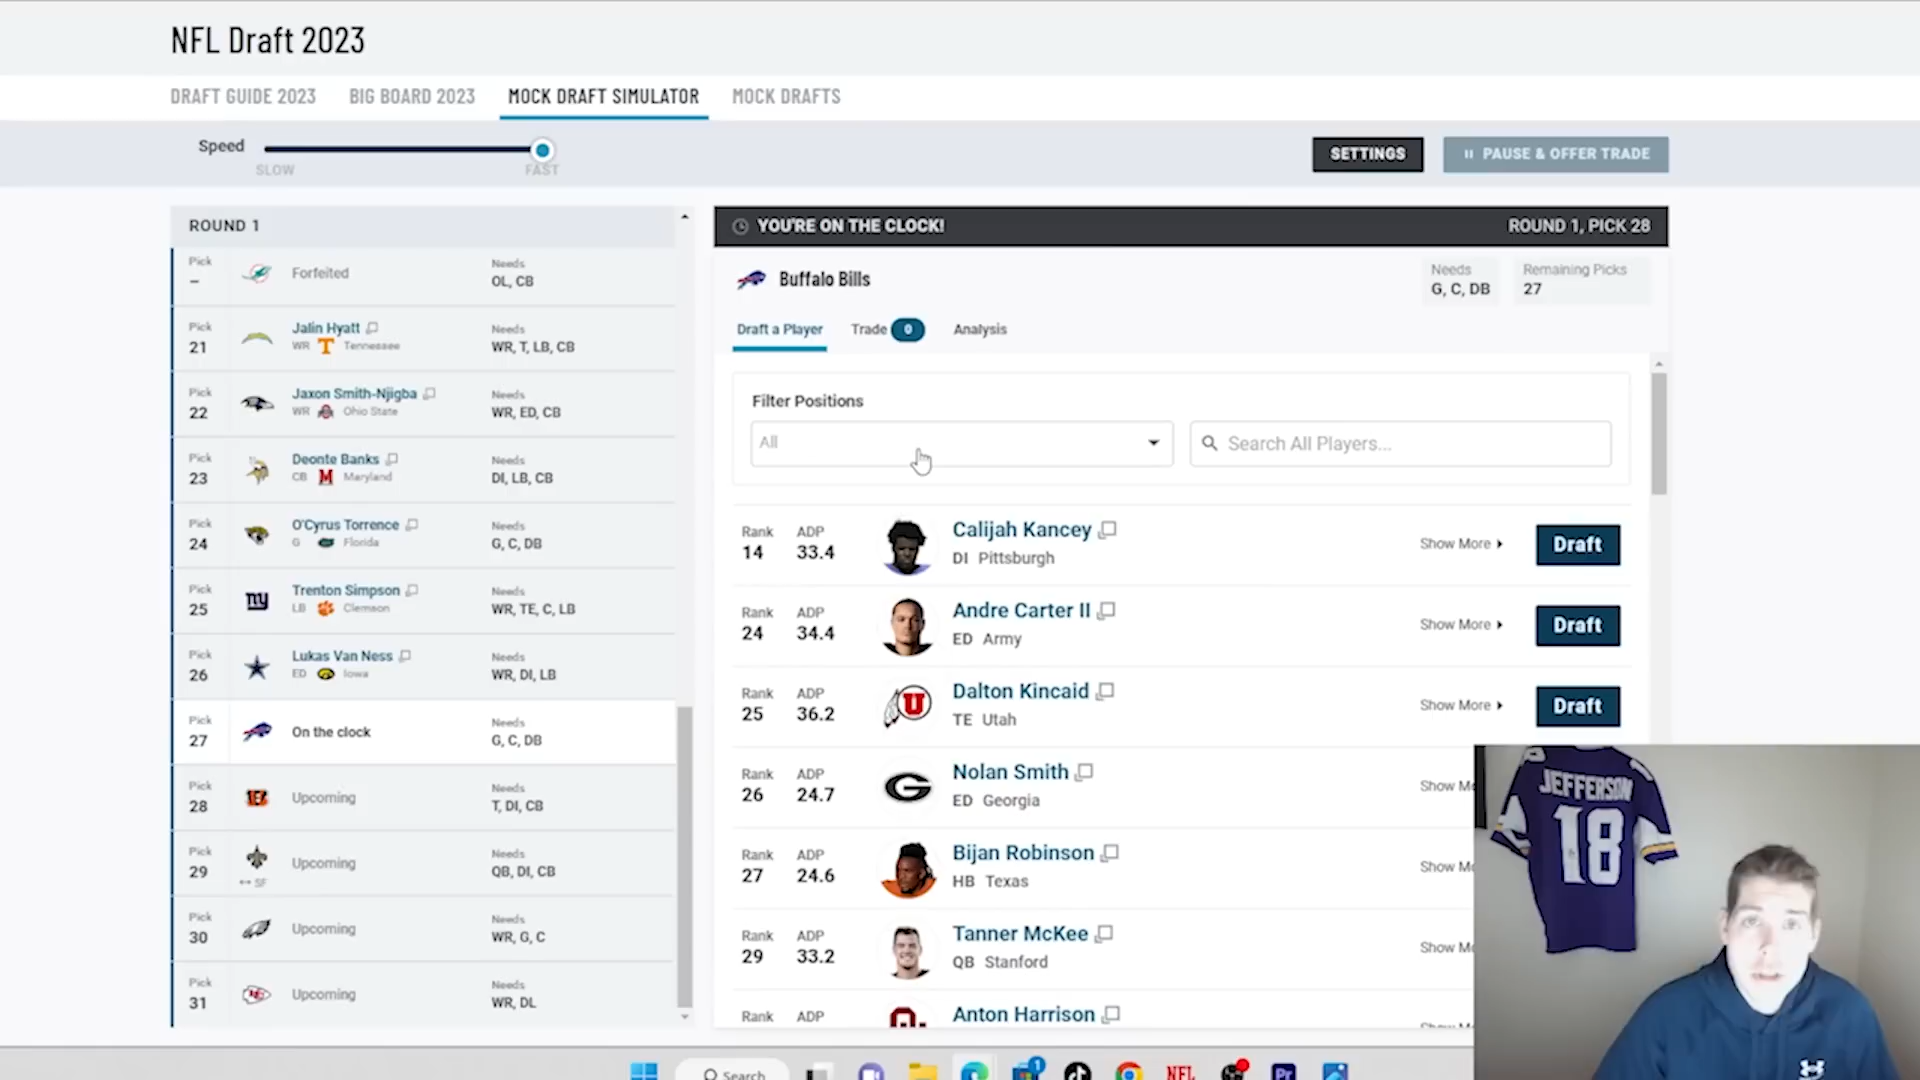 NFL Draft 2023
DRAFT GUIDE 2023 BIG BOARD 2023 MOCK DRAFT SIMULATOR MOCK DRAFTS
Speed
SLOW FAST
SETTINGS
PAUSE & OFFER TRADE
ROUND 1
Pick – Forfeited Needs OL, CB
Pick 21 Jalin Hyatt WR Tennessee Needs WR, T, LB, CB
Pick 22 Jaxon Smith-Njigba WR Ohio State Needs WR, ED, CB
Pick 23 Deonte Banks CB Maryland Needs DI, LB, CB
Pick 24 O'Cyrus Torrence G Florida Needs G, C, DB
Pick 25 ny Trenton Simpson LB Clemson Needs WR, TE, C, LB
Pick 26 Lukas Van Ness ED Iowa Needs WR, DI, LB
Pick 27 On the clock Needs G, C, DB
Pick 28 Upcoming Needs T, DI, CB
Pick 29 SF Upcoming Needs QB, DI, CB
Pick 30 Upcoming Needs WR, G, C
Pick 31 Upcoming Needs WR, DL
YOU'RE ON THE CLOCK! ROUND 1, PICK 28
Buffalo Bills
Needs G, C, DB
Remaining Picks 27
Draft a Player Trade 0 Analysis
Filter Positions
All
Search All Players...
Rank 14 ADP 33.4 Calijah Kancey DI Pittsburgh Show More Draft
Rank 24 ADP 34.4 Andre Carter II ED Army Show More Draft
Rank 25 ADP 36.2 Dalton Kincaid TE Utah Show More Draft
Rank 26 ADP 24.7 Nolan Smith ED Georgia Show Mo
Rank 27 ADP 24.6 Bijan Robinson HB Texas Show Mo
Rank 29 ADP 33.2 Tanner McKee QB Stanford Show Mo
Rank ADP Anton Harrison
JEFFERSON
18
Search
1
NFL
Pr